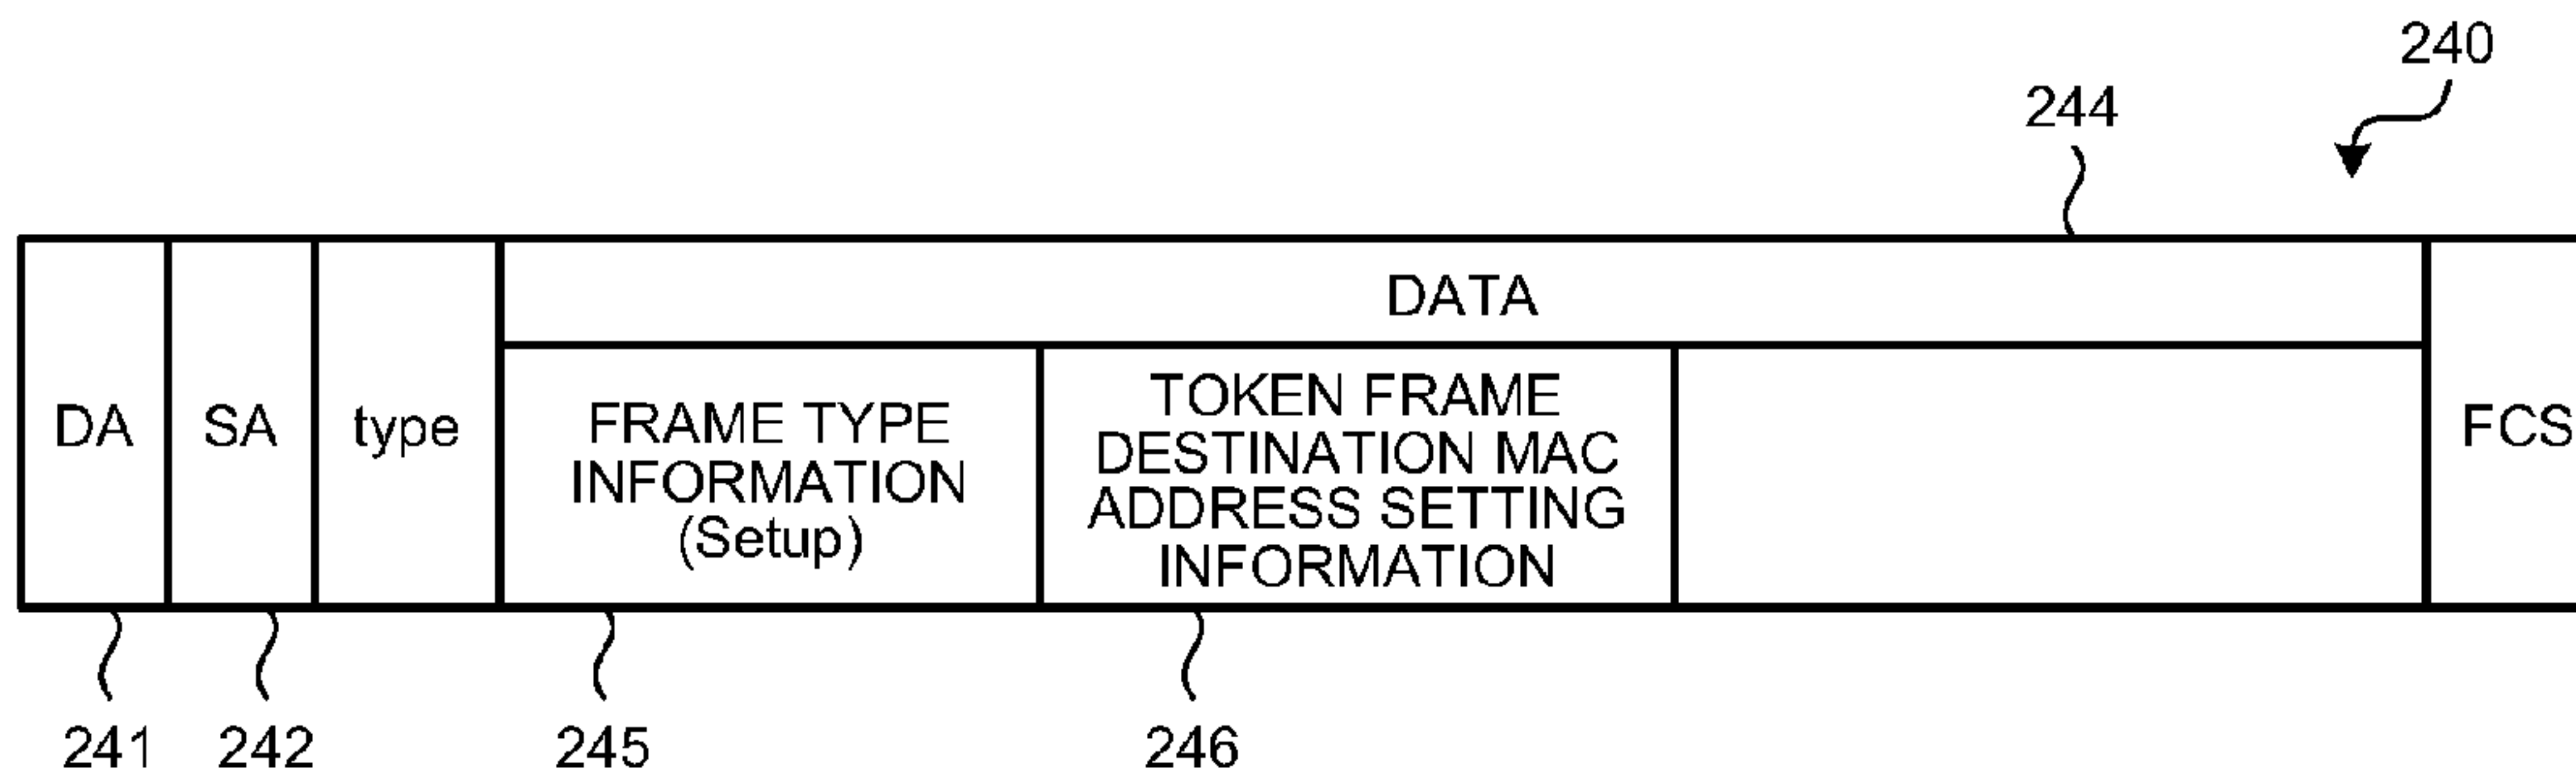 240
244
DATA
DA
SA
type
FRAME TYPE
INFORMATION
(Setup)
TOKEN FRAME
DESTINATION MAC
ADDRESS SETTING
INFORMATION
FCS
241
242
245
246